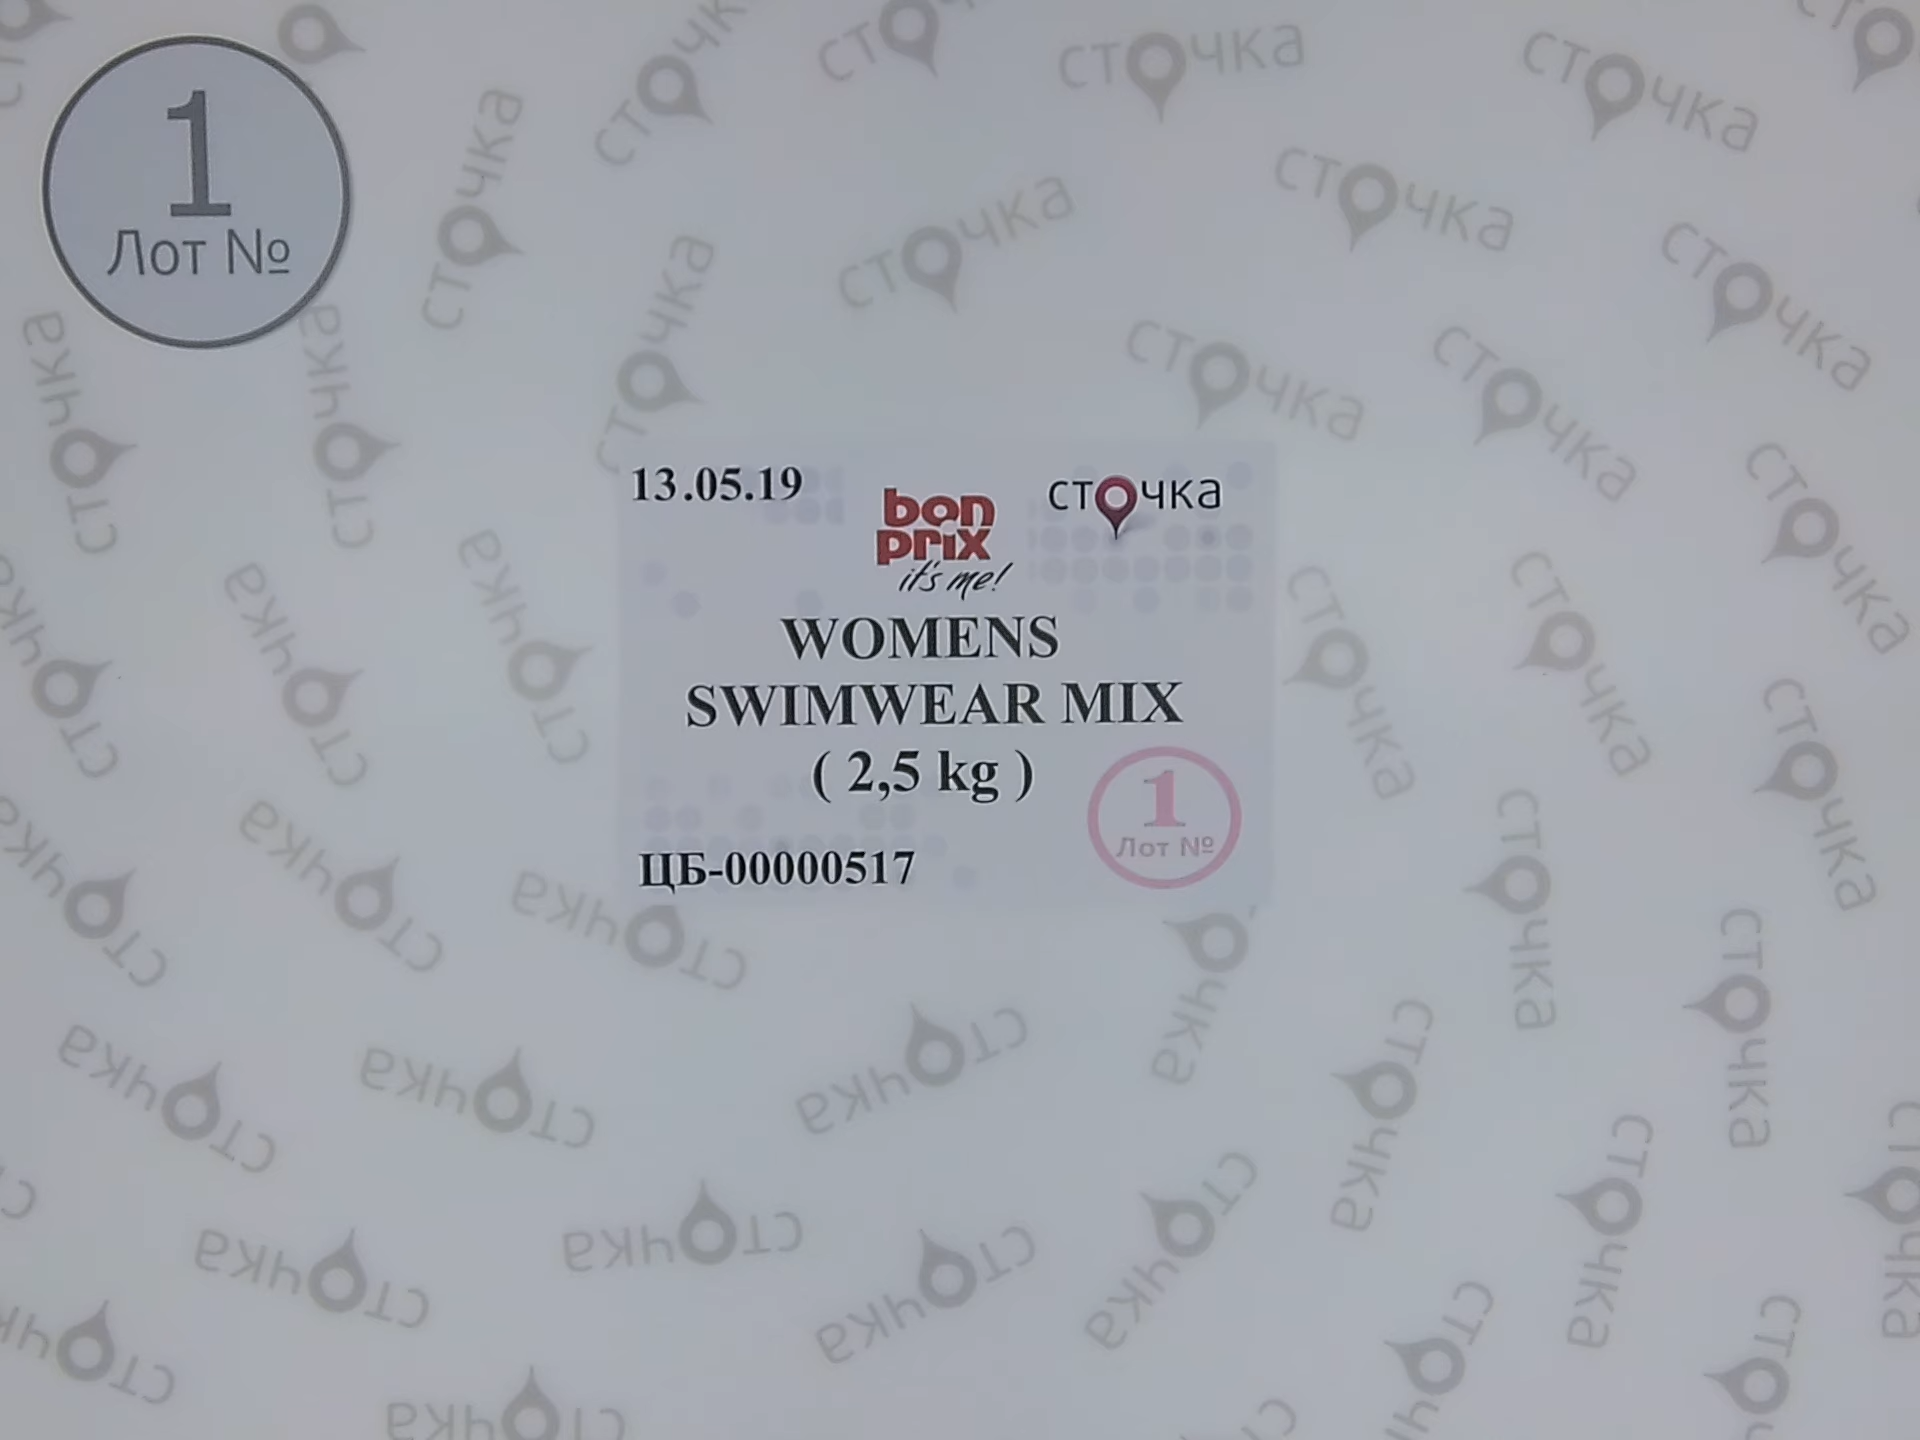 1
Лот №
13.05.19
bon prix
it's me!
сточка
WOMENS
SWIMWEAR MIX
( 2,5 kg )
1
Лот №
ЦБ-00000517